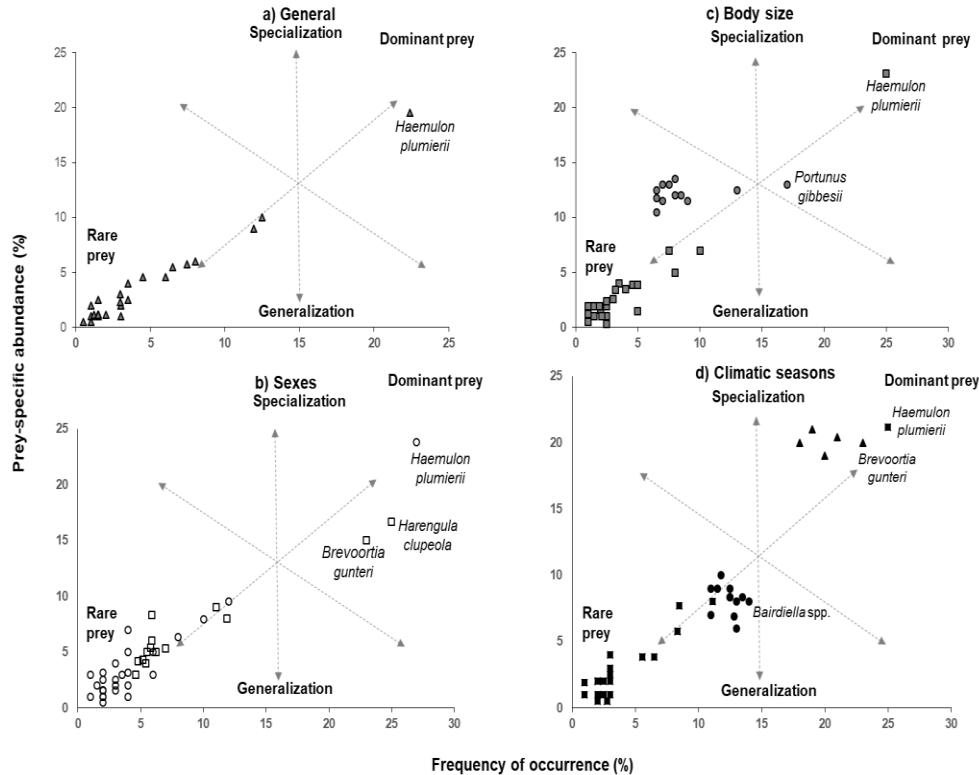 a) General
Specialization
Dominant prey
25
20
15
10
5
0
Haemulon
plumierii
Rare
prey
Generalization
0 5 10 15 20 25
c) Body size
Specialization
Dominant prey
25
20
15
10
5
0
Haemulon
plumierii
Portunus
gibbesii
Rare
prey
Generalization
0 5 10 15 20 25 30
b) Sexes
Specialization
Dominant prey
25
20
15
10
5
0
Haemulon
plumierii
Harengula
clupeola
Brevoortia
gunteri
Rare
prey
Generalization
0 5 10 15 20 25 30
d) Climatic seasons
Specialization
Dominant prey
25
20
15
10
5
0
Haemulon
plumierii
Brevoortia
gunteri
Bairdiella spp.
Rare
prey
Generalization
0 5 10 15 20 25 30
Prey-specific abundance (%)
Frequency of occurrence (%)